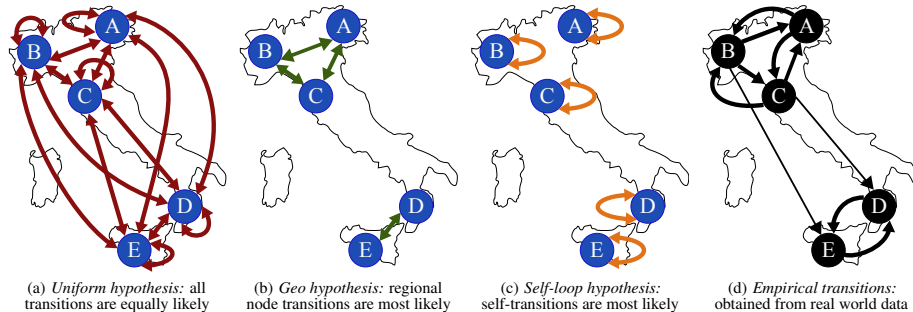 A
B
C
D
E
A
B
C
D
E
A
B
C
D
E
A
B
C
D
E
(a) Uniform hypothesis: all
transitions are equally likely
(b) Geo hypothesis: regional
node transitions are most likely
(c) Self-loop hypothesis:
self-transitions are most likely
(d) Empirical transitions:
obtained from real world data